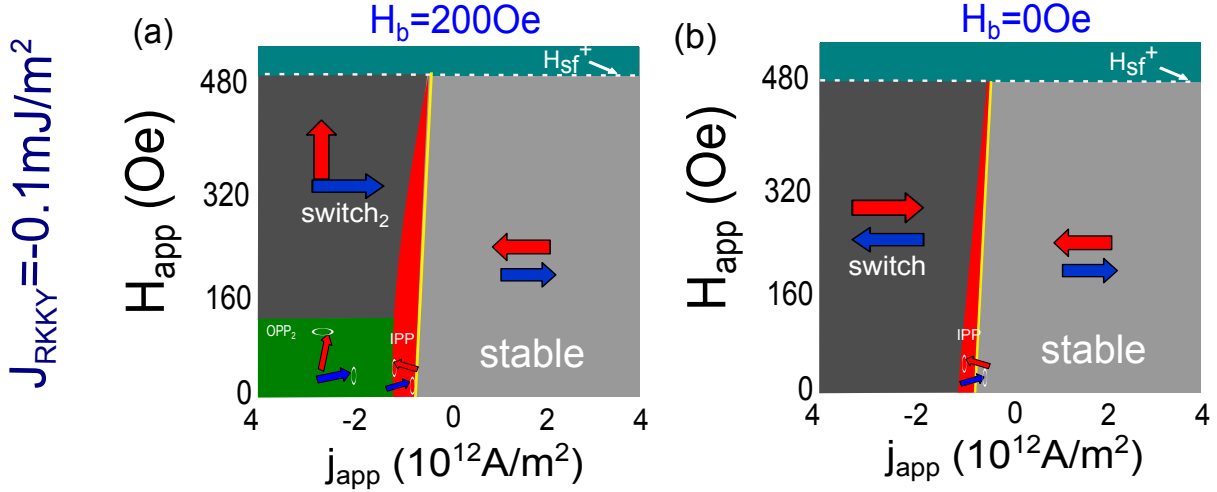 J_RKKY=-0.1mJ/m²
(a)
H_b=200Oe
H_sf⁺
H_app (Oe)
480
320
160
0
switch₂
OPP₂
IPP
stable
4
-2
0
2
4
j_app (10¹²A/m²)
(b)
H_b=0Oe
H_sf⁺
H_app (Oe)
480
320
160
0
switch
IPP
stable
4
-2
0
2
4
j_app (10¹²A/m²)